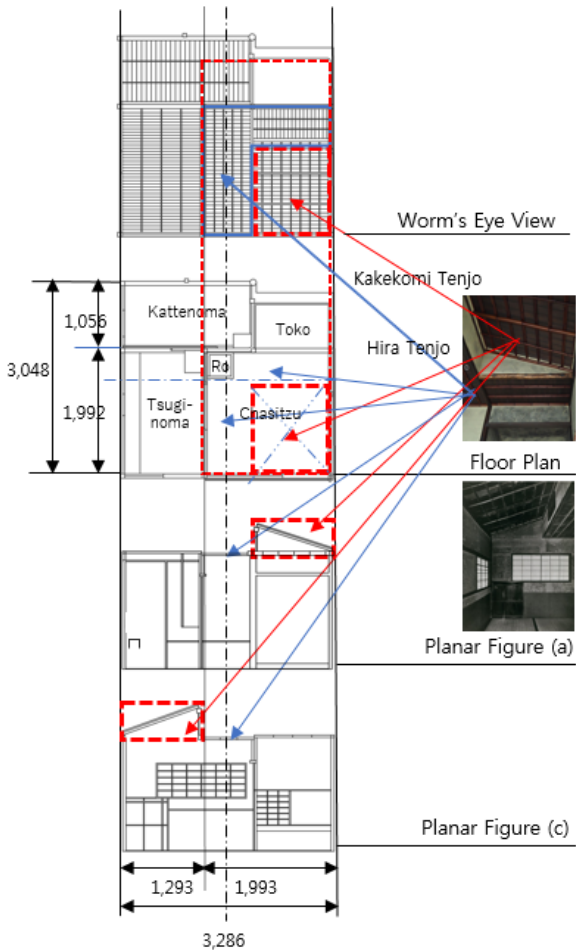 Worm's Eye View
Kakekomi Tenjo
Kattenoma
1,056
Toko
Hira Tenjo
3,048
Ro
1,992
Tsugi
noma
Chasitzu
Floor Plan
Planar Figure (a)
Planar Figure (c)
1,293
1,993
3,286